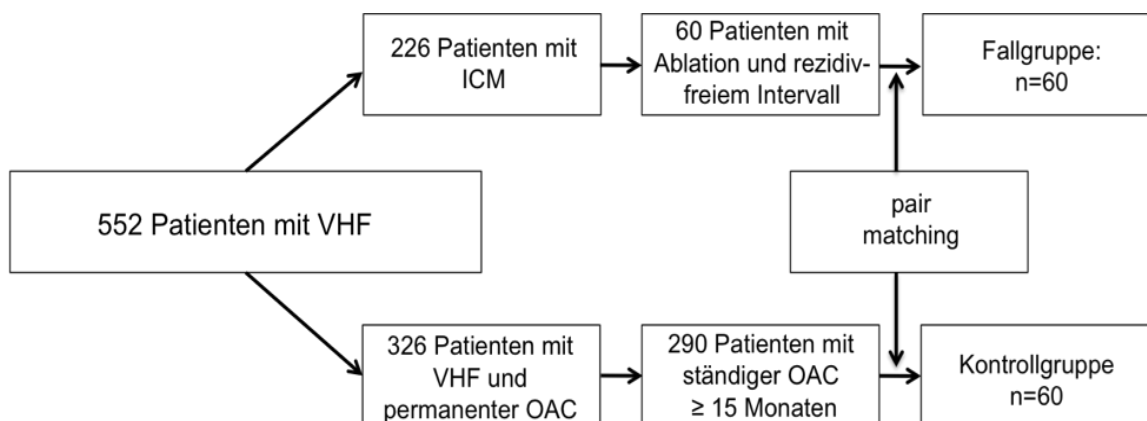 226 Patienten mit
ICM
60 Patienten mit
Ablation und rezidiv-
freiem Intervall
Fallgruppe:
n=60
552 Patienten mit VHF
pair
matching
326 Patienten mit
VHF und
permanenter OAC
290 Patienten mit
ständiger OAC
≥ 15 Monaten
Kontrollgruppe
n=60